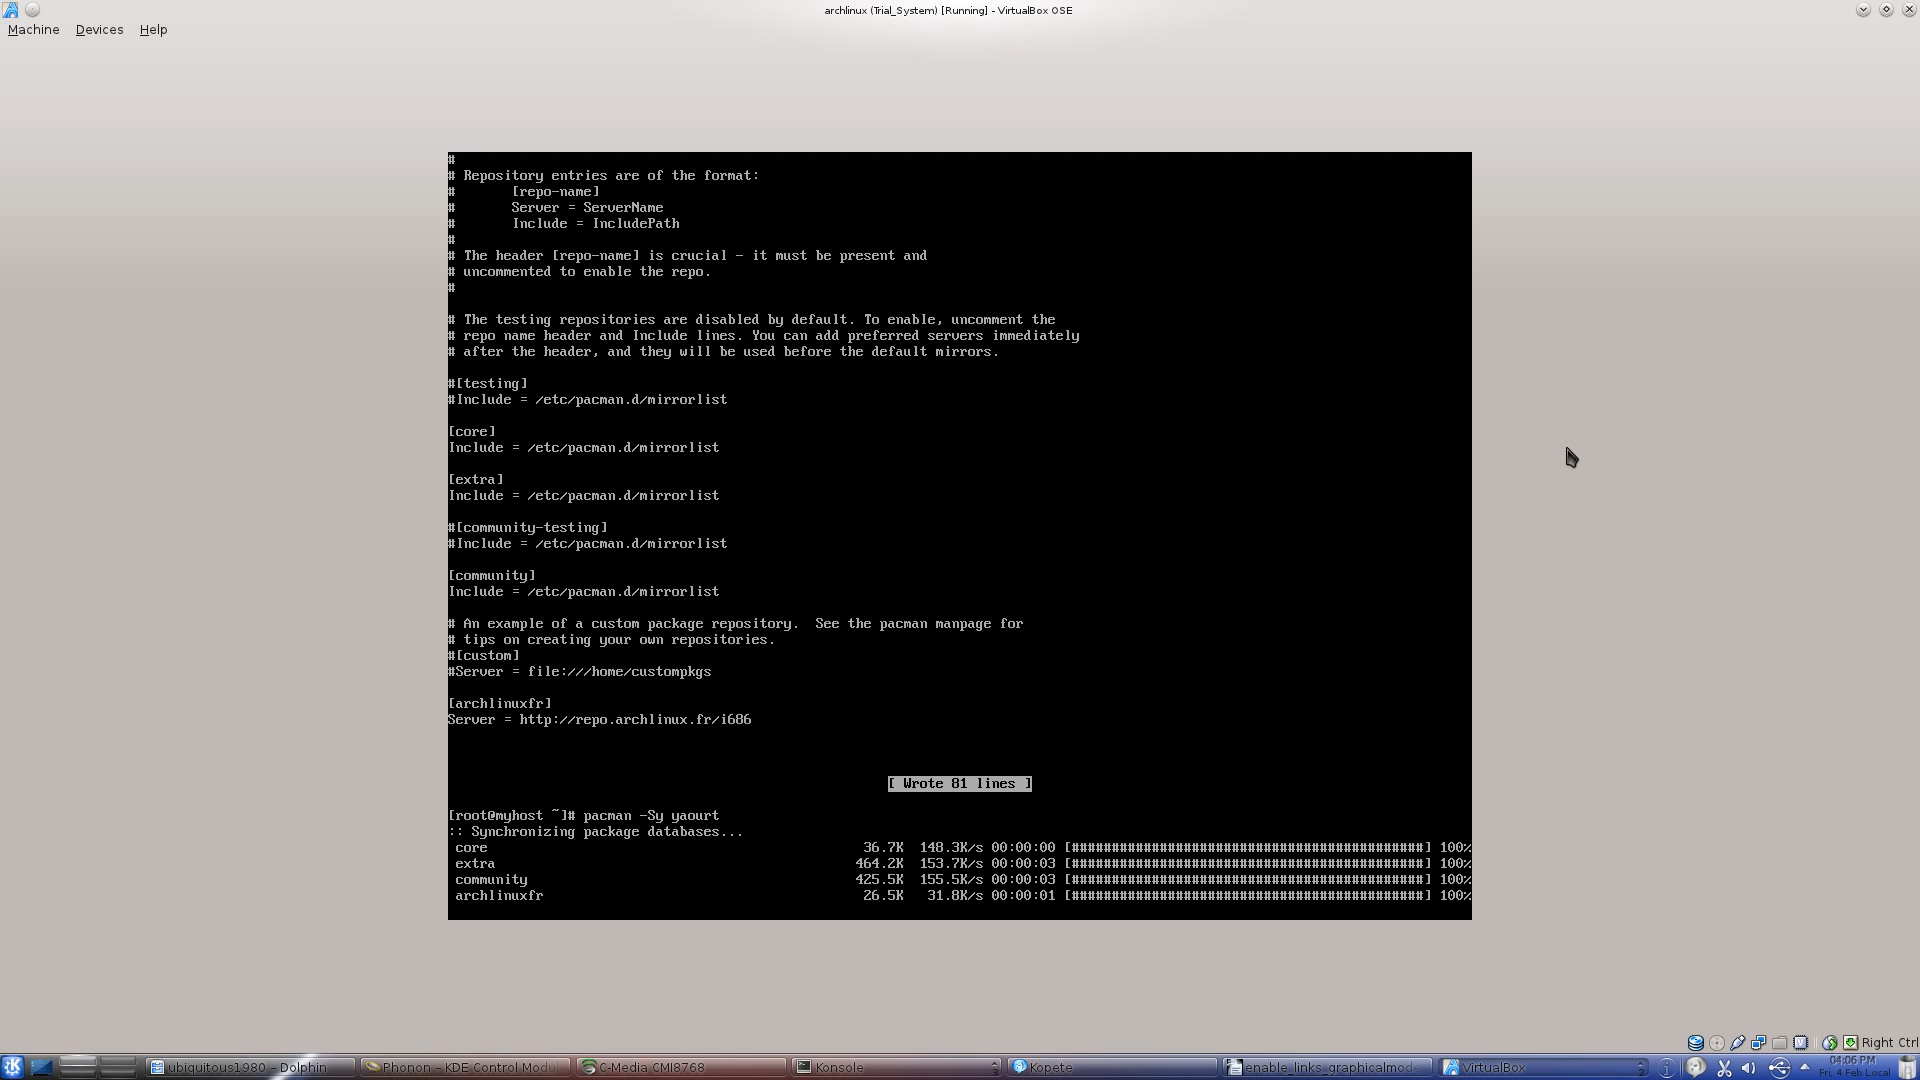 archlinux (Trial_System) [Running] - VirtualBox OSE
Machine Devices Help
#
# Repository entries are of the format:
#       [repo-name]
#       Server = ServerName
#       Include = IncludePath
#
# The header [repo-name] is crucial - it must be present and
# uncommented to enable the repo.
#
# The testing repositories are disabled by default. To enable, uncomment the
# repo name header and Include lines. You can add preferred servers immediately
# after the header, and they will be used before the default mirrors.
#[testing]
#Include = /etc/pacman.d/mirrorlist
[core]
Include = /etc/pacman.d/mirrorlist
[extra]
Include = /etc/pacman.d/mirrorlist
#[community-testing]
#Include = /etc/pacman.d/mirrorlist
[community]
Include = /etc/pacman.d/mirrorlist
# An example of a custom package repository.  See the pacman manpage for
# tips on creating your own repositories.
#[custom]
#Server = file:///home/custompkgs
[archlinuxfr]
Server = http://repo.archlinux.fr/i686
[ Wrote 81 lines ]
[root@myhost ~]# pacman -Sy yaourt
:: Synchronizing package databases...
core 36.7K 148.3K/s 00:00:00 [############################################] 100%
extra 464.2K 153.7K/s 00:00:03 [############################################] 100%
community 425.5K 155.5K/s 00:00:03 [############################################] 100%
archlinuxfr 26.5K 31.8K/s 00:00:01 [############################################] 100%
Right Ctrl
ubiquitous1980 - Dolphin Phonon - KDE Control Modul C-Media CMI8768 Konsole 3 Kopete enable_links_graphicalmode VirtualBox 2 04:06 PM
Fri, 4 Feb Local